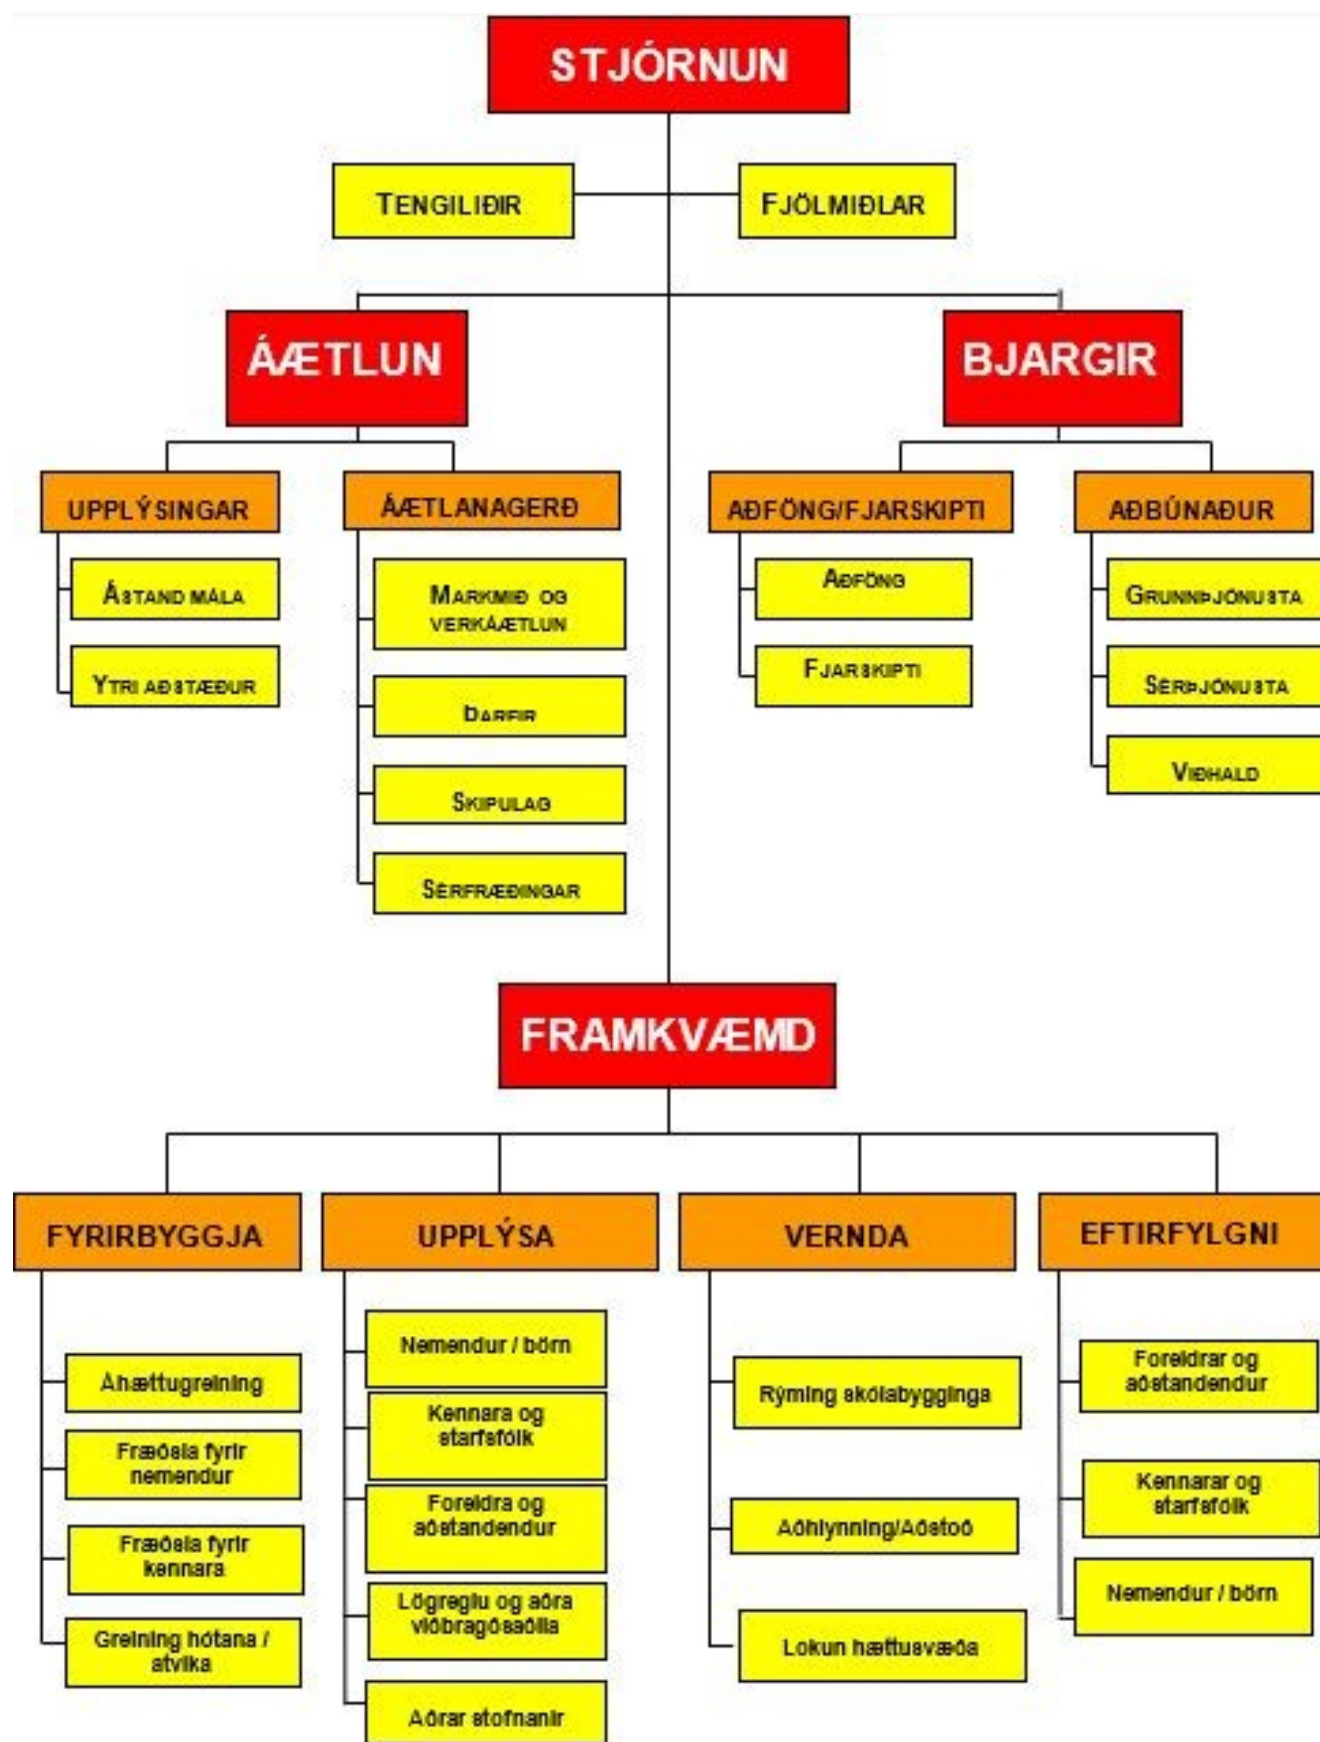 STJÓRNUN
TENGILIÐIR
FJÖLMIÐLAR
ÁÆTLUN
BJARGIR
UPPLÝSINGAR
ÁÆTLANAGERÐ
AÐFÖNG/FJARSKIPTI
AÐBÚNAÐUR
ÁSTAND MÁLA
YTRI AÐSTÆÐUR
MARKMIÐ OG
VERKÁÆTLUN
ÞARFIR
SKIPULAG
SÉRFRÆÐINGAR
AÐFÖNG
FJARSKIPTI
GRUNNÞJÓNUSTA
SÉRÞJÓNUSTA
VIÐHALD
FRAMKVÆMD
FYRIRBYGGJA
UPPLÝSA
VERNDA
EFTIRFYLGNI
Áhættugreining
Fræðsla fyrir
nemendur
Fræðsla fyrir
kennara
Greining hótana /
atvika
Nemendur / börn
Kennara og
starfsfólk
Foreldra og
aðstandendur
Lögreglu og aðra
viðbragðsaðila
Aðrar stofnanir
Rýming skólabygginga
Aðhlynning/Aðstoð
Lokun hættusvæða
Foreldrar og
aðstandendur
Kennarar og
starfsfólk
Nemendur / börn